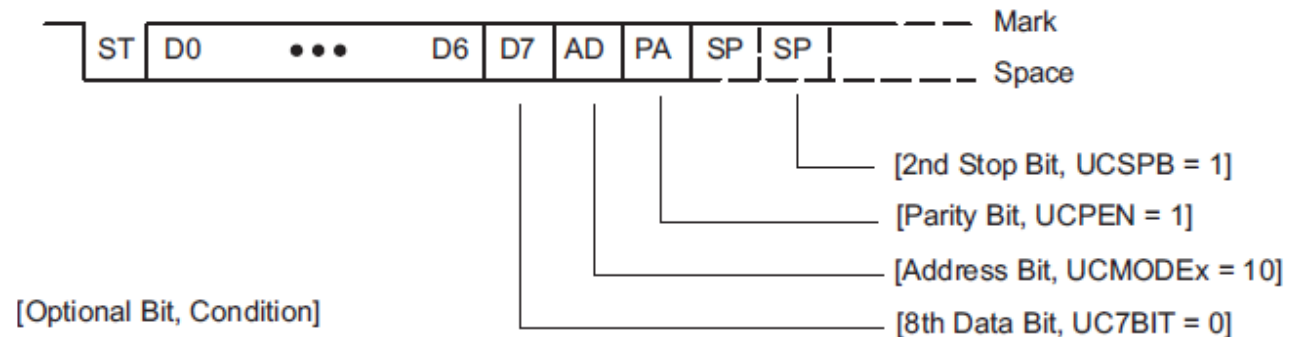 Mark
ST D0 ••• D6 D7 AD PA SP SP
Space
[2nd Stop Bit, UCSPB = 1]
[Parity Bit, UCPEN = 1]
[Address Bit, UCMODEx = 10]
[Optional Bit, Condition]
[8th Data Bit, UC7BIT = 0]